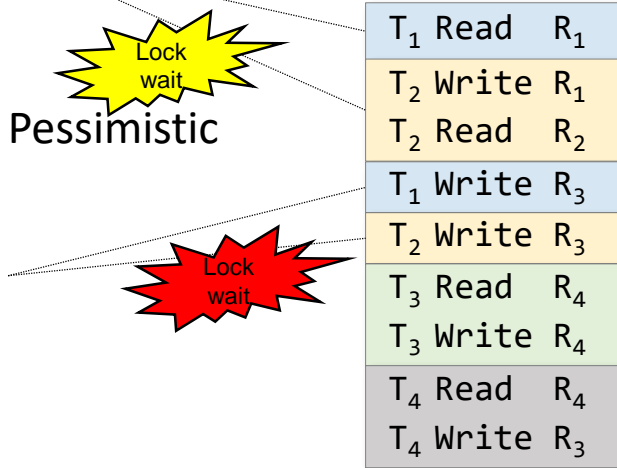 Lock
wait
Pessimistic
Lock
wait
T₁ Read R₁
T₂ Write R₁
T₂ Read R₂
T₁ Write R₃
T₂ Write R₃
T₃ Read R₄
T₃ Write R₄
T₄ Read R₄
T₄ Write R₃